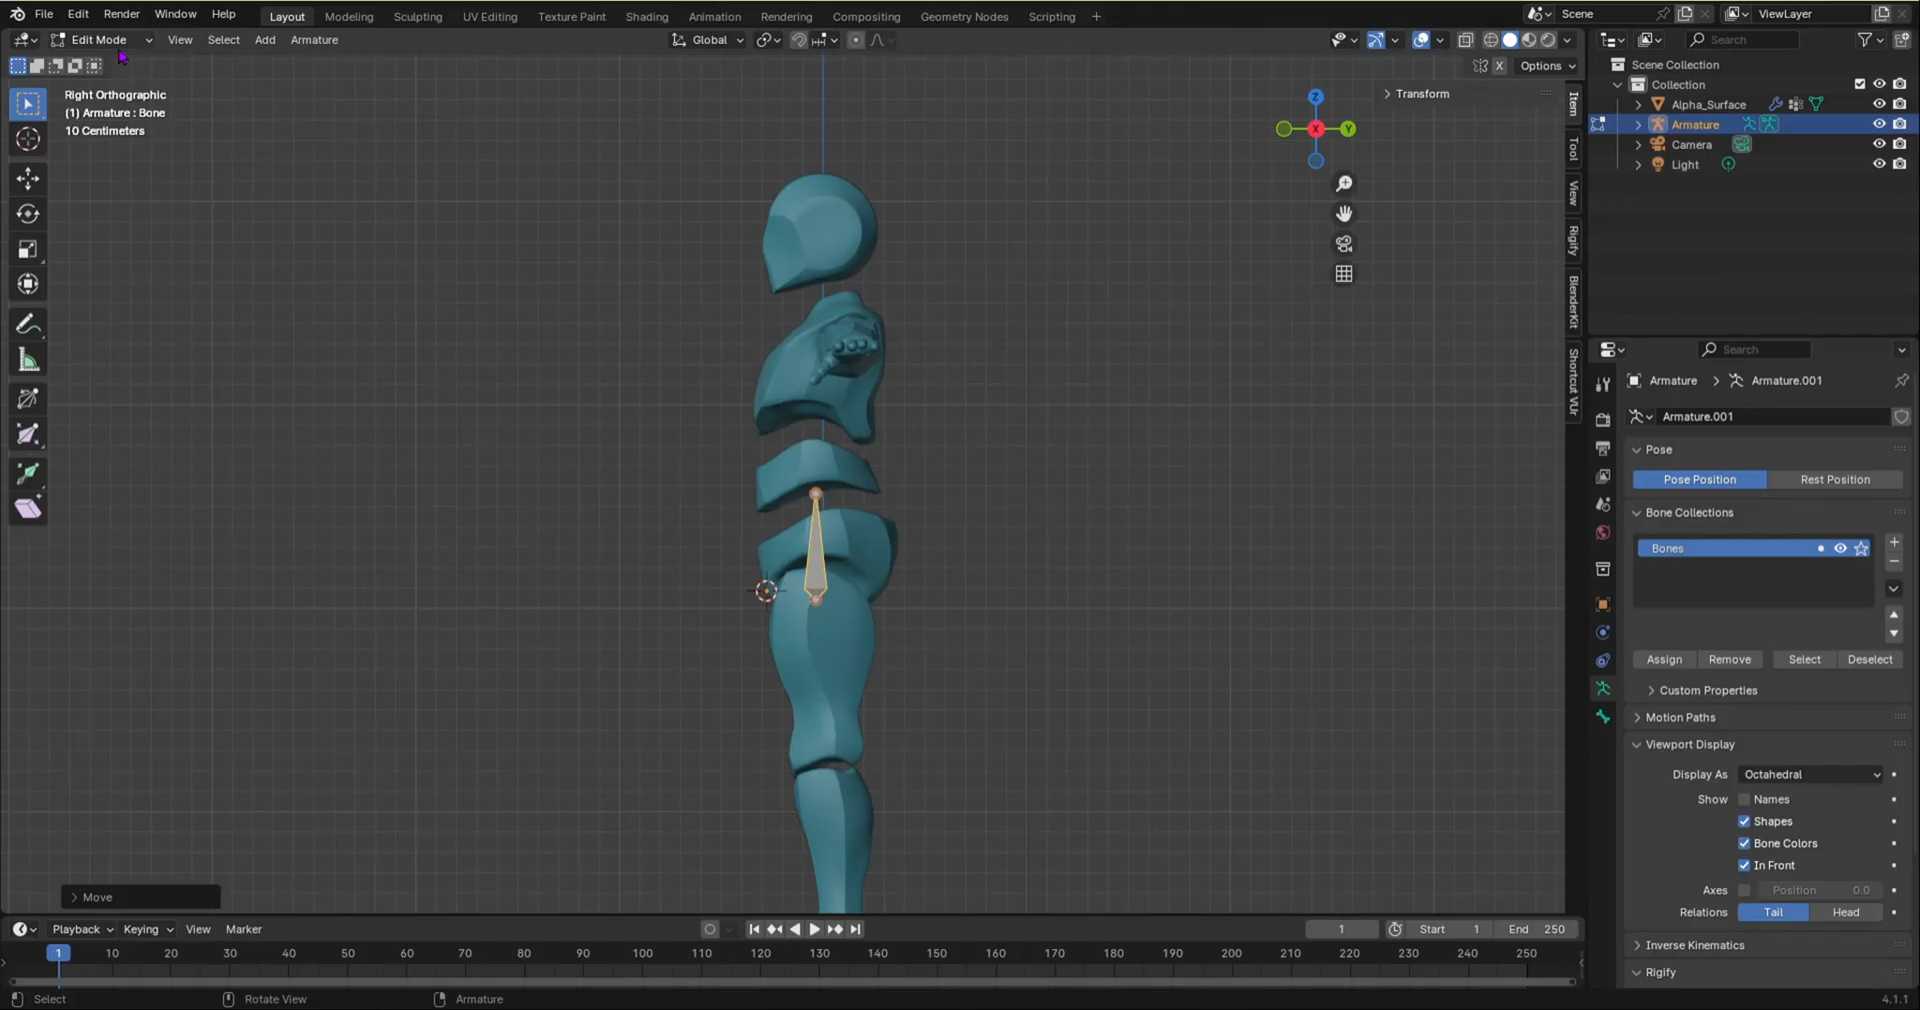 File Edit Render Window Help Layout Modeling Sculpting UV Editing Texture Paint Shading Animation Rendering Compositing Geometry Nodes Scripting + Scene ViewLayer
Edit Mode View Select Add Armature Global Search
X Options
Scene Collection
Collection
Alpha_Surface
Armature
Camera
Light
Right Orthographic
(1) Armature : Bone
10 Centimeters
Transform
Z
X
Y
Item
Tool
View
Rigify
BlenderKit
Shortcut VUr
Search
Armature > Armature.001
Armature.001
Pose
Pose Position Rest Position
Bone Collections
Bones
Assign Remove Select Deselect
Custom Properties
Motion Paths
Viewport Display
Display As Octahedral
Show Names
Shapes
Bone Colors
In Front
Axes Position 0.0
Relations Tail Head
Inverse Kinematics
Rigify
Move
Playback Keying View Marker 1 Start 1 End 250
1 10 20 30 40 50 60 70 80 90 100 110 120 130 140 150 160 170 180 190 200 210 220 230 240 250
Select Rotate View Armature 4.1.1